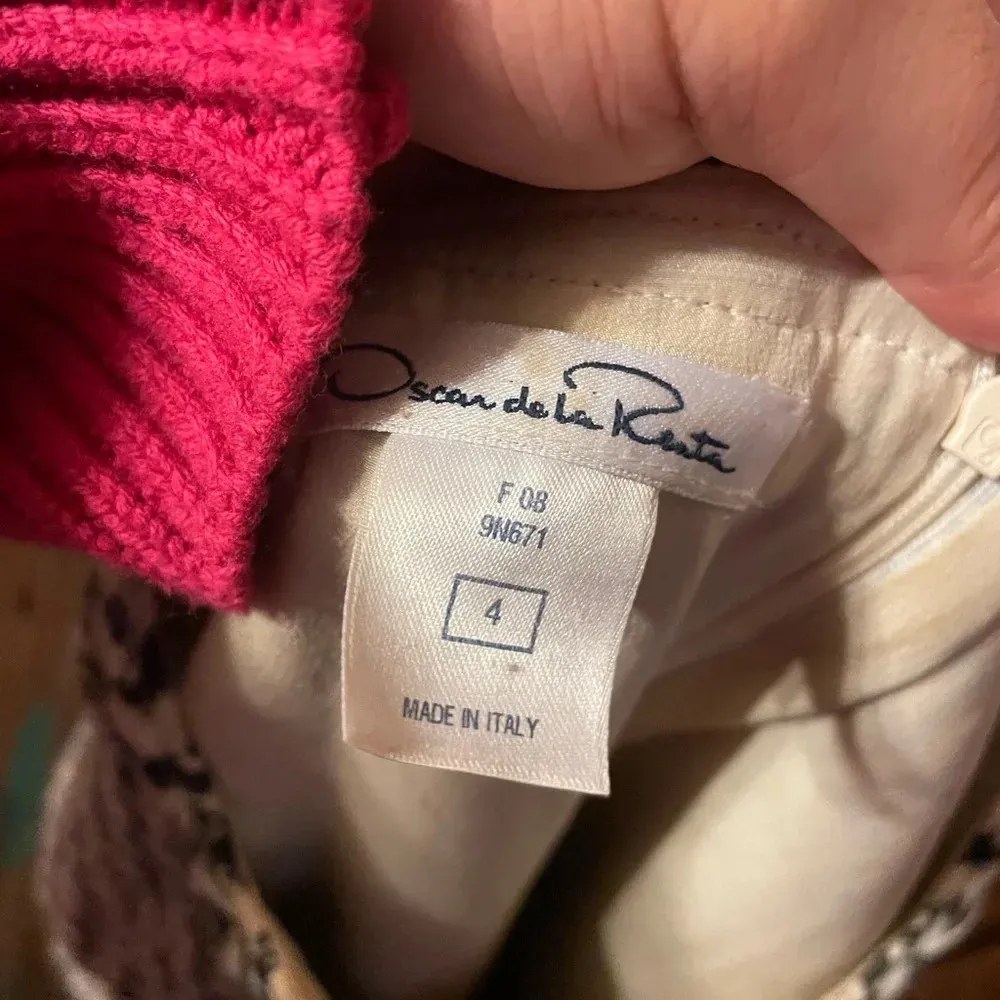 Oscar de la Renta
F 08
9N671
4
MADE IN ITALY